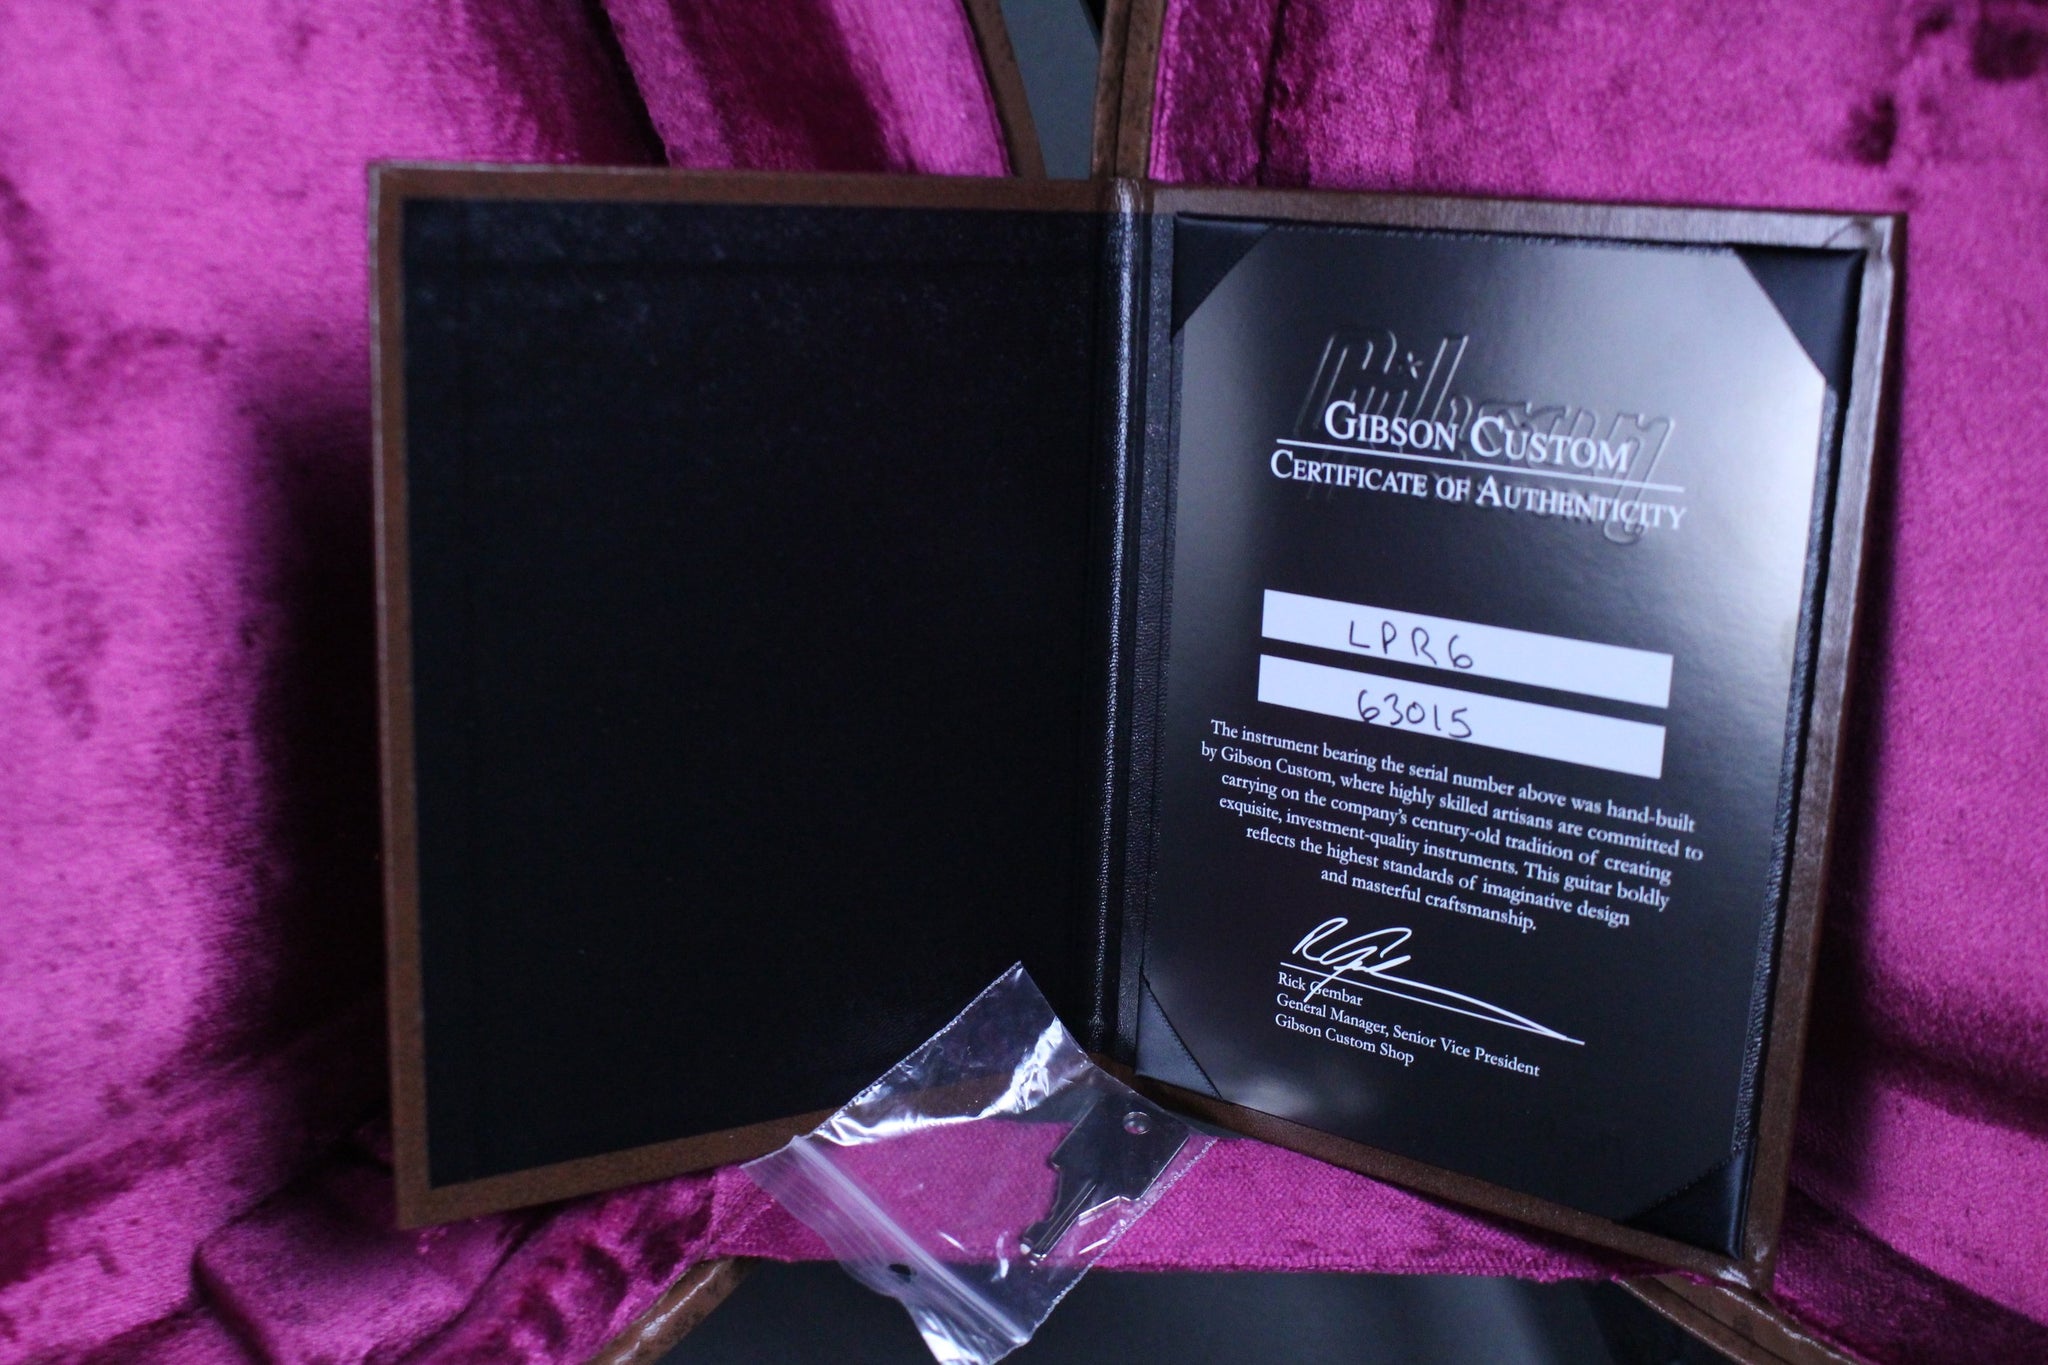 Gibson
GIBSON CUSTOM
CERTIFICATE OF AUTHENTICITY
LPR6
63015
The instrument bearing the serial number above was hand-built
by Gibson Custom, where highly skilled artisans are committed to
carrying on the company's century-old tradition of creating
exquisite, investment-quality instruments. This guitar boldly
reflects the highest standards of imaginative design
and masterful craftsmanship.
Rick Gembar
General Manager, Senior Vice President
Gibson Custom Shop